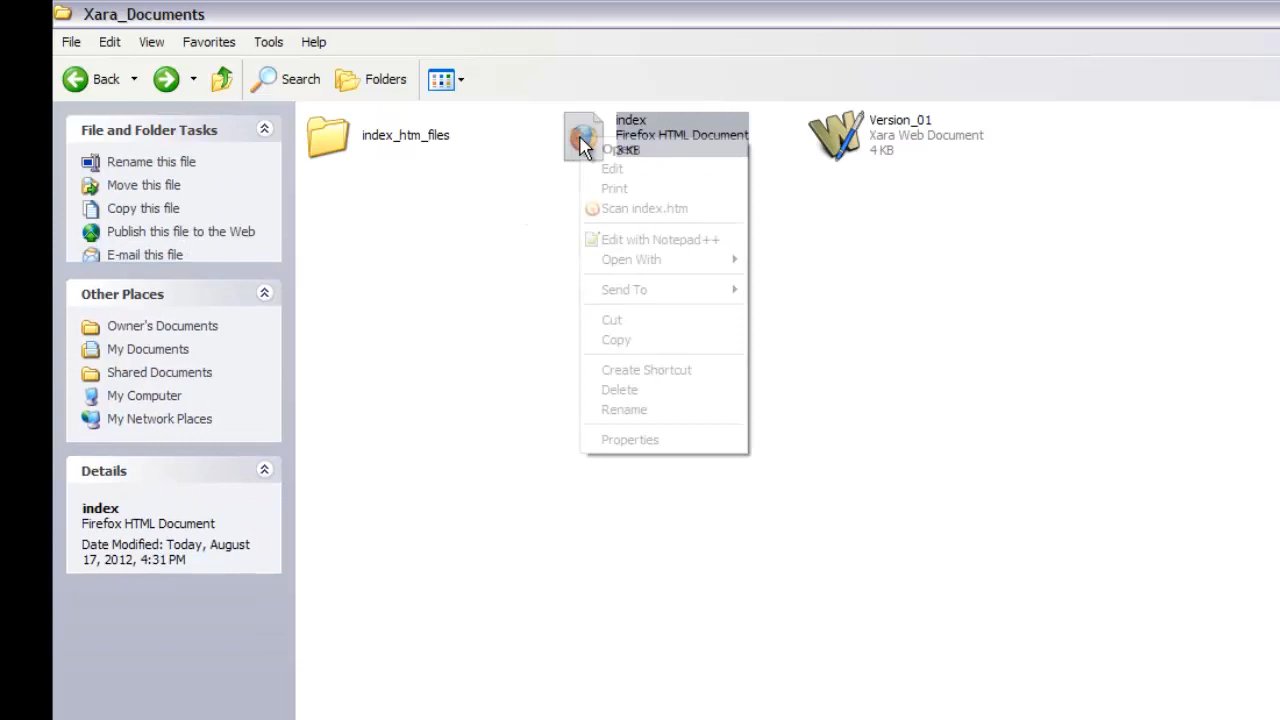 Xara_Documents
File Edit View Favorites Tools Help
Back Search Folders
File and Folder Tasks
Rename this file
Move this file
Copy this file
Publish this file to the Web
E-mail this file
Other Places
Owner's Documents
My Documents
Shared Documents
My Computer
My Network Places
Details
index
Firefox HTML Document
Date Modified: Today, August
17, 2012, 4:31 PM
index_htm_files
index
Firefox HTML Document
3 KB
Version_01
Xara Web Document
4 KB
Open
Edit
Print
Scan index.htm
Edit with Notepad++
Open With
Send To
Cut
Copy
Create Shortcut
Delete
Rename
Properties